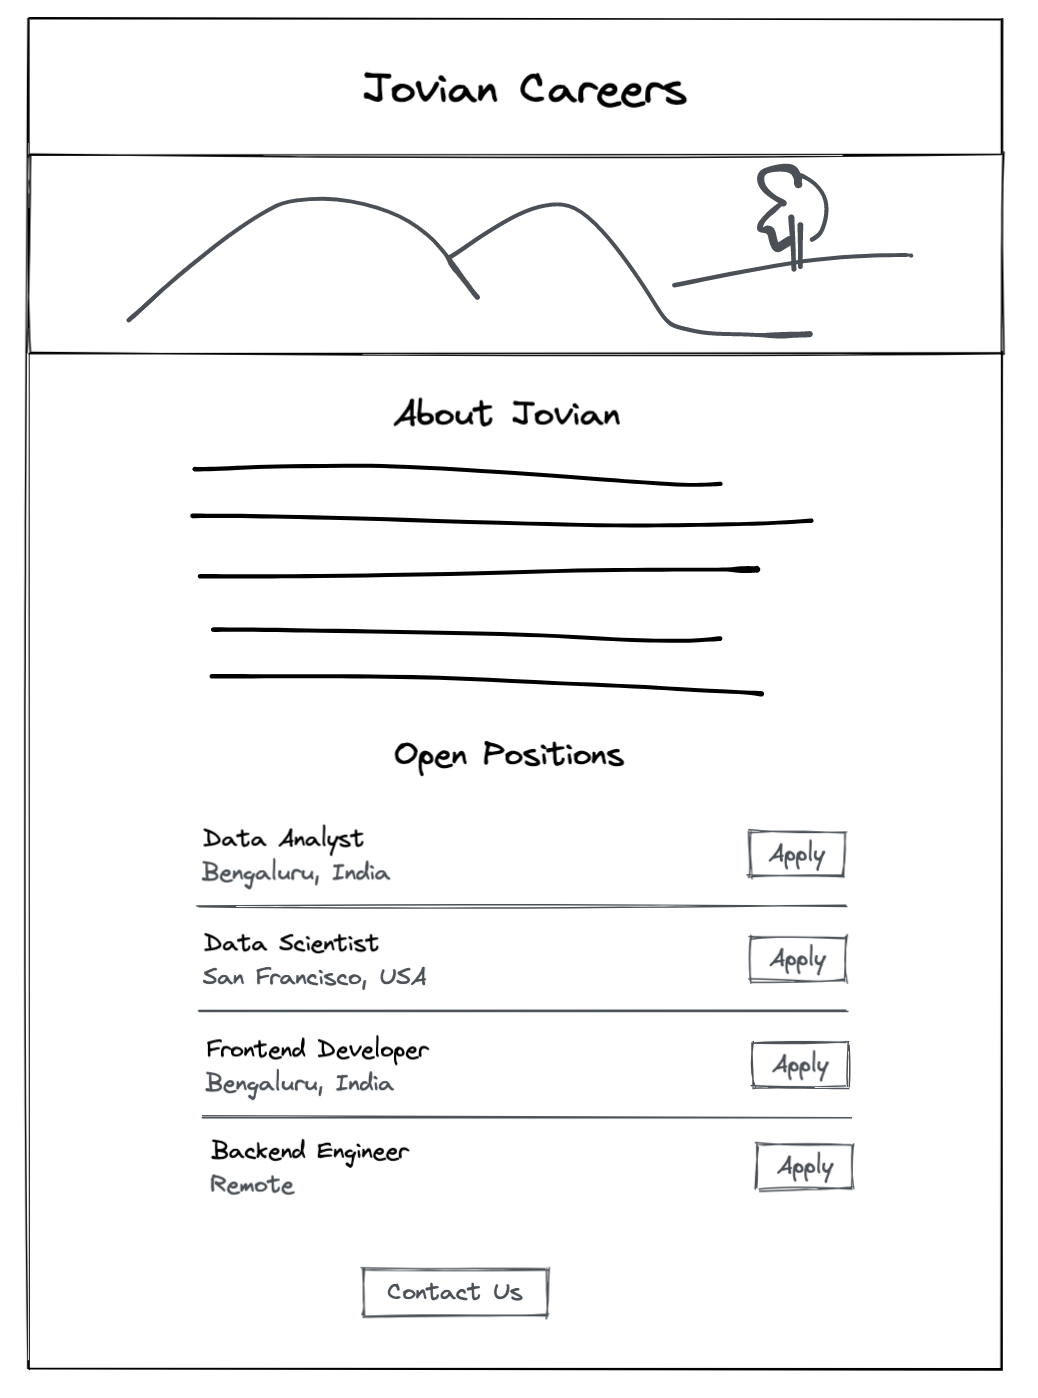 Jovian Careers
About Jovian
Open Positions
Data Analyst
Bengaluru, India
Apply
Data Scientist
San Francisco, USA
Apply
Frontend Developer
Bengaluru, India
Apply
Backend Engineer
Remote
Apply
Contact Us